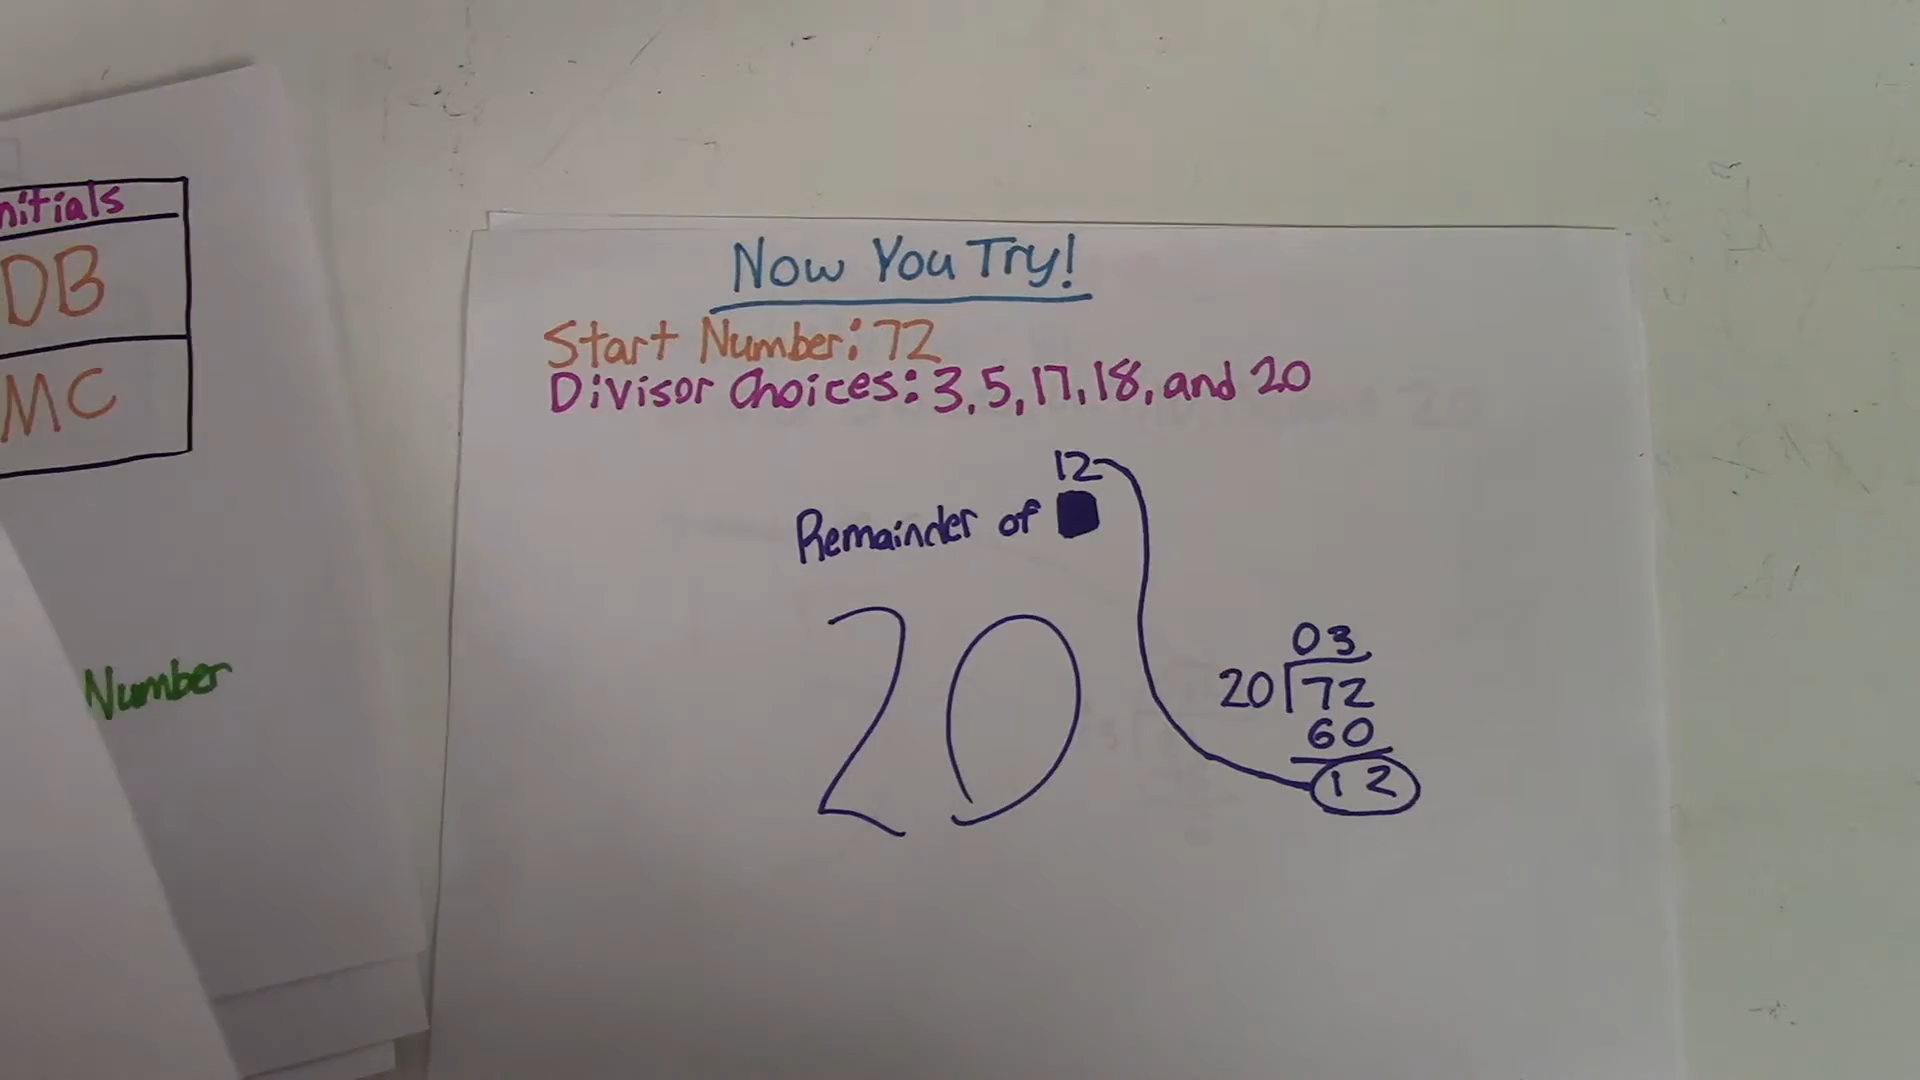 nitials
DB
MC
Number
Now You Try!
Start Number: 72
Divisor Choices: 3, 5, 17, 18, and 20
12
Remainder of
20
03
20 72
60
12